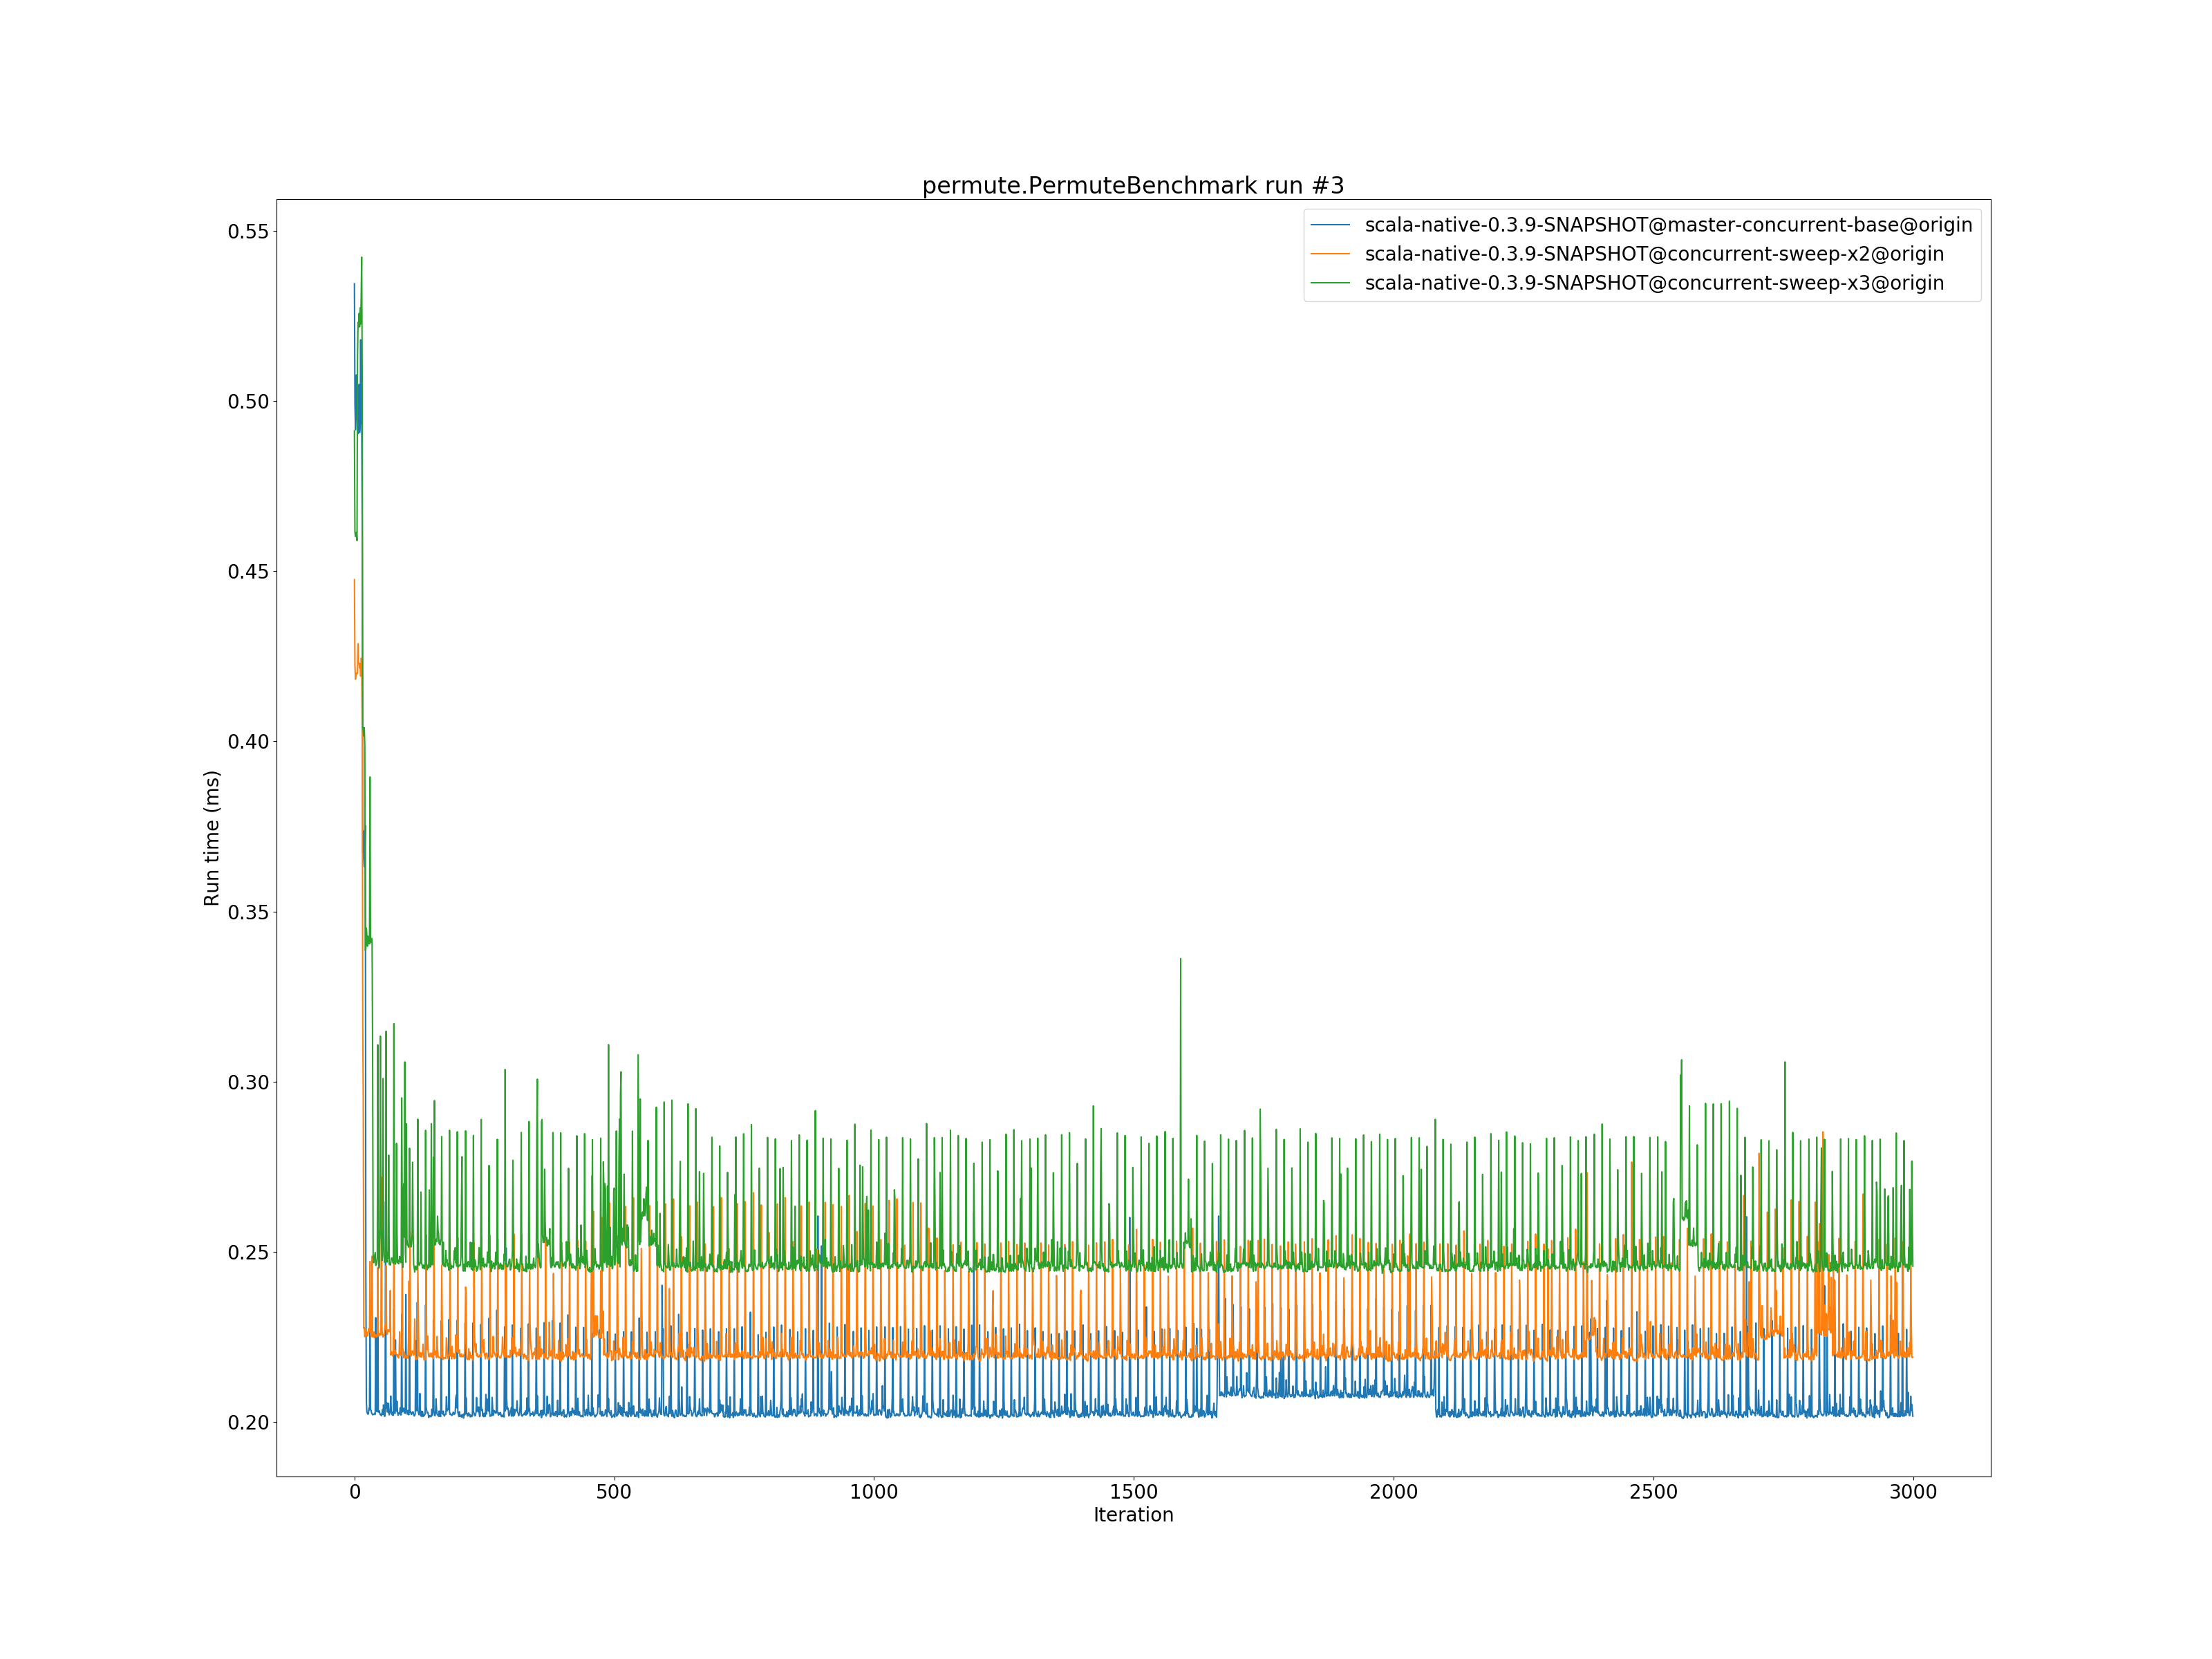 permute.PermuteBenchmark run #3
scala-native-0.3.9-SNAPSHOT@master-concurrent-base@origin
scala-native-0.3.9-SNAPSHOT@concurrent-sweep-x2@origin
scala-native-0.3.9-SNAPSHOT@concurrent-sweep-x3@origin
Run time (ms)
0.55
0.50
0.45
0.40
0.35
0.30
0.25
0.20
0 500 1000 1500 2000 2500 3000
Iteration